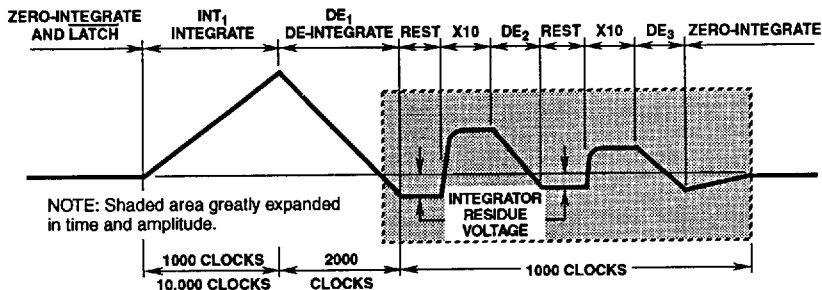 ZERO-INTEGRATE
AND LATCH
INT1
INTEGRATE
DE1
DE-INTEGRATE
REST
X10
DE2
REST
X10
DE3
ZERO-INTEGRATE
NOTE: Shaded area greatly expanded
in time and amplitude.
INTEGRATOR
RESIDUE
VOLTAGE
1000 CLOCKS
10,000 CLOCKS
2000
CLOCKS
1000 CLOCKS